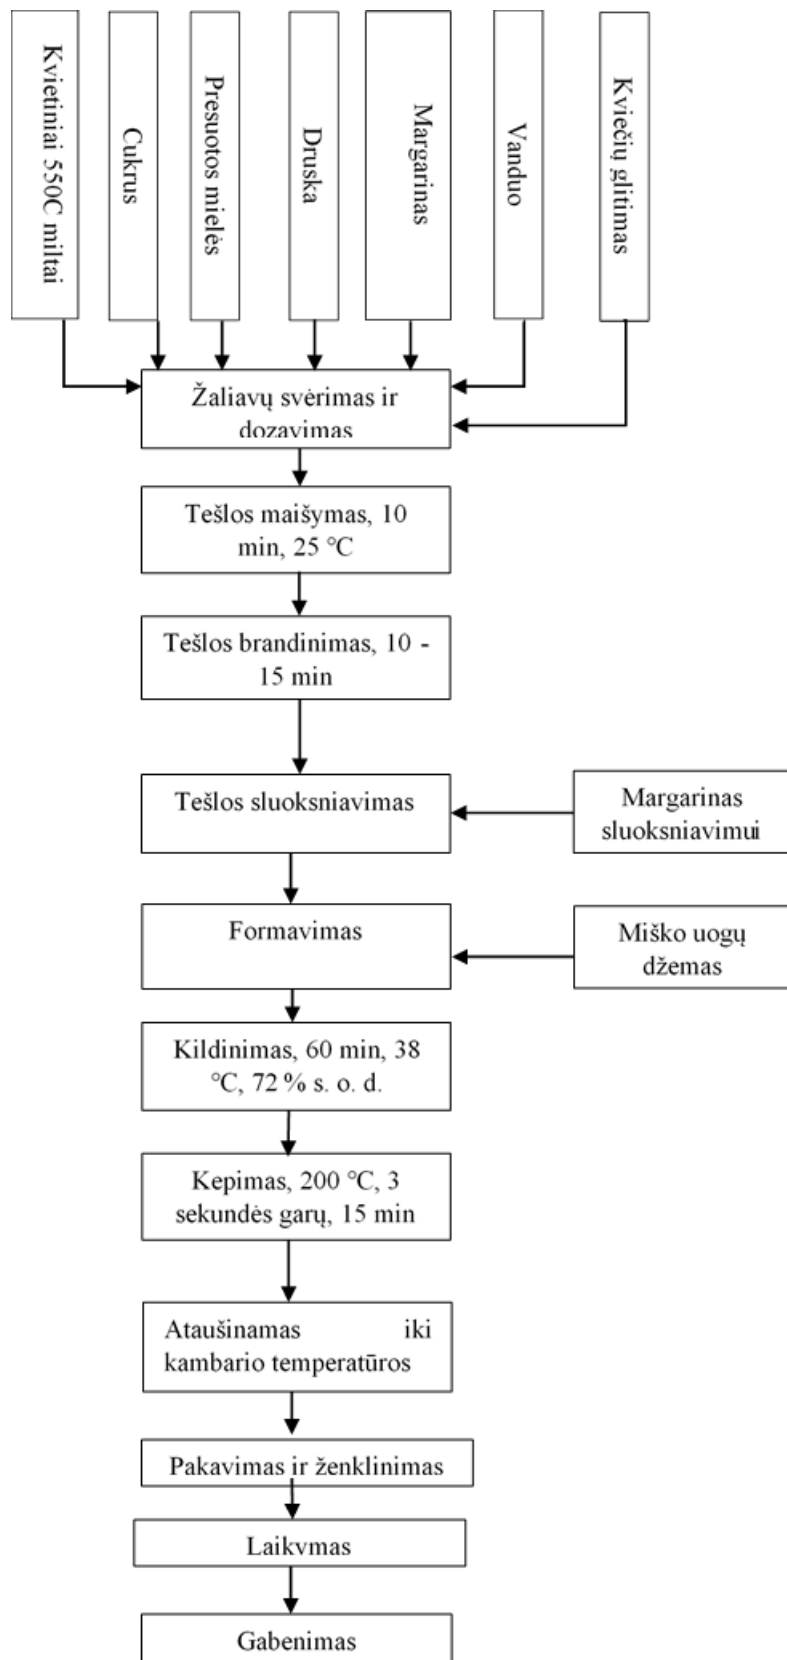 Kvietiniai 550C miltai
Cukrus
Presuotos mielės
Druska
Margarinas
Vanduo
Kviečių glitimas
Žaliavų svėrimas ir
dozavimas
Tešlos maišymas, 10
min, 25 °C
Tešlos brandinimas, 10 -
15 min
Tešlos sluoksniavimas
Margarinas
sluoksniavimui
Formavimas
Miško uogų
džemas
Kildinimas, 60 min, 38
°C, 72 % s. o. d.
Kepimas, 200 °C, 3
sekundės garų, 15 min
Ataušinamas iki
kambario temperatūros
Pakavimas ir ženklinimas
Laikymas
Gabenimas